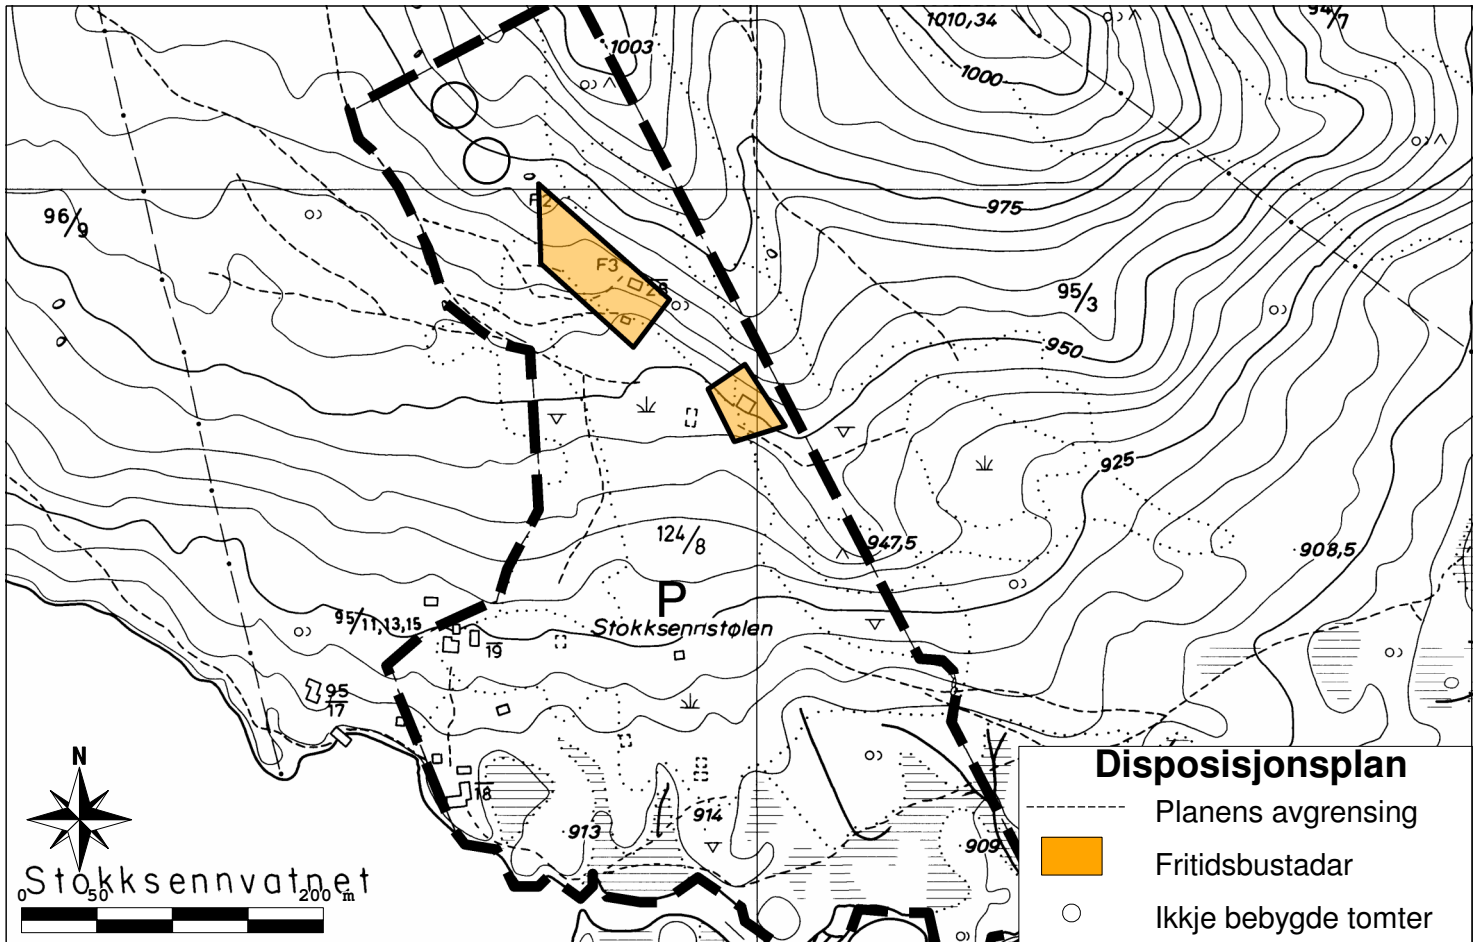 1010,34
94/7
1003
1000
96/9
F2
975
F3
28
95/3
950
925
124/8
947,5
908,5
P
95/11,13,15
Stokksennstølen
19
95/17
18
913
914
909
N
Stokksennvatnet
0 50 200 m
Disposisjonsplan
Planens avgrensing
Fritidsbustadar
Ikkje bebygde tomter